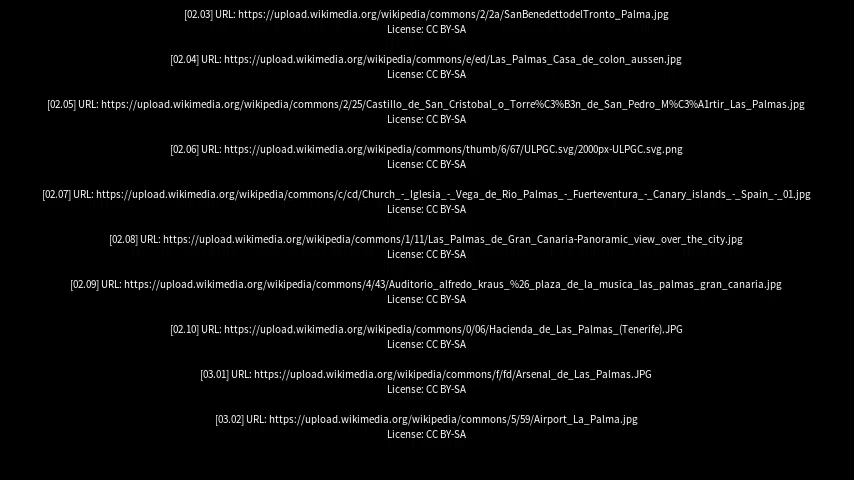 [02.03] URL: https://upload.wikimedia.org/wikipedia/commons/2/2a/SanBenedettodelTronto_Palma.jpg
License: CC BY-SA
[02.04] URL: https://upload.wikimedia.org/wikipedia/commons/e/ed/Las_Palmas_Casa_de_colon_aussen.jpg
License: CC BY-SA
[02.05] URL: https://upload.wikimedia.org/wikipedia/commons/2/25/Castillo_de_San_Cristobal_o_Torre%C3%B3n_de_San_Pedro_M%C3%A1rtir_Las_Palmas.jpg
License: CC BY-SA
[02.06] URL: https://upload.wikimedia.org/wikipedia/commons/thumb/6/67/ULPGC.svg/2000px-ULPGC.svg.png
License: CC BY-SA
[02.07] URL: https://upload.wikimedia.org/wikipedia/commons/c/cd/Church_-_Iglesia_-_Vega_de_Rio_Palmas_-_Fuerteventura_-_Canary_islands_-_Spain_-_01.jpg
License: CC BY-SA
[02.08] URL: https://upload.wikimedia.org/wikipedia/commons/1/11/Las_Palmas_de_Gran_Canaria-Panoramic_view_over_the_city.jpg
License: CC BY-SA
[02.09] URL: https://upload.wikimedia.org/wikipedia/commons/4/43/Auditorio_alfredo_kraus_%26_plaza_de_la_musica_las_palmas_gran_canaria.jpg
License: CC BY-SA
[02.10] URL: https://upload.wikimedia.org/wikipedia/commons/0/06/Hacienda_de_Las_Palmas_(Tenerife).JPG
License: CC BY-SA
[03.01] URL: https://upload.wikimedia.org/wikipedia/commons/f/fd/Arsenal_de_Las_Palmas.JPG
License: CC BY-SA
[03.02] URL: https://upload.wikimedia.org/wikipedia/commons/5/59/Airport_La_Palma.jpg
License: CC BY-SA